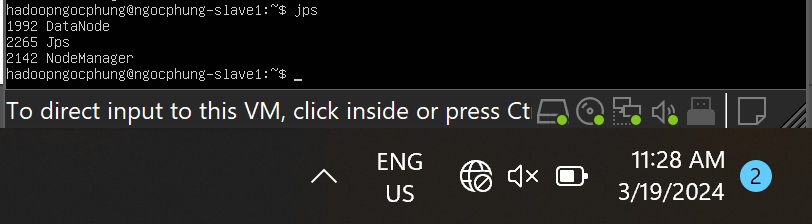 hadoopngocphung@ngocphung-slave1:~$ jps
1992 DataNode
2265 Jps
2142 NodeManager
hadoopngocphung@ngocphung-slave1:~$ _
To direct input to this VM, click inside or press Ct
ENG
US
11:28 AM
3/19/2024
2